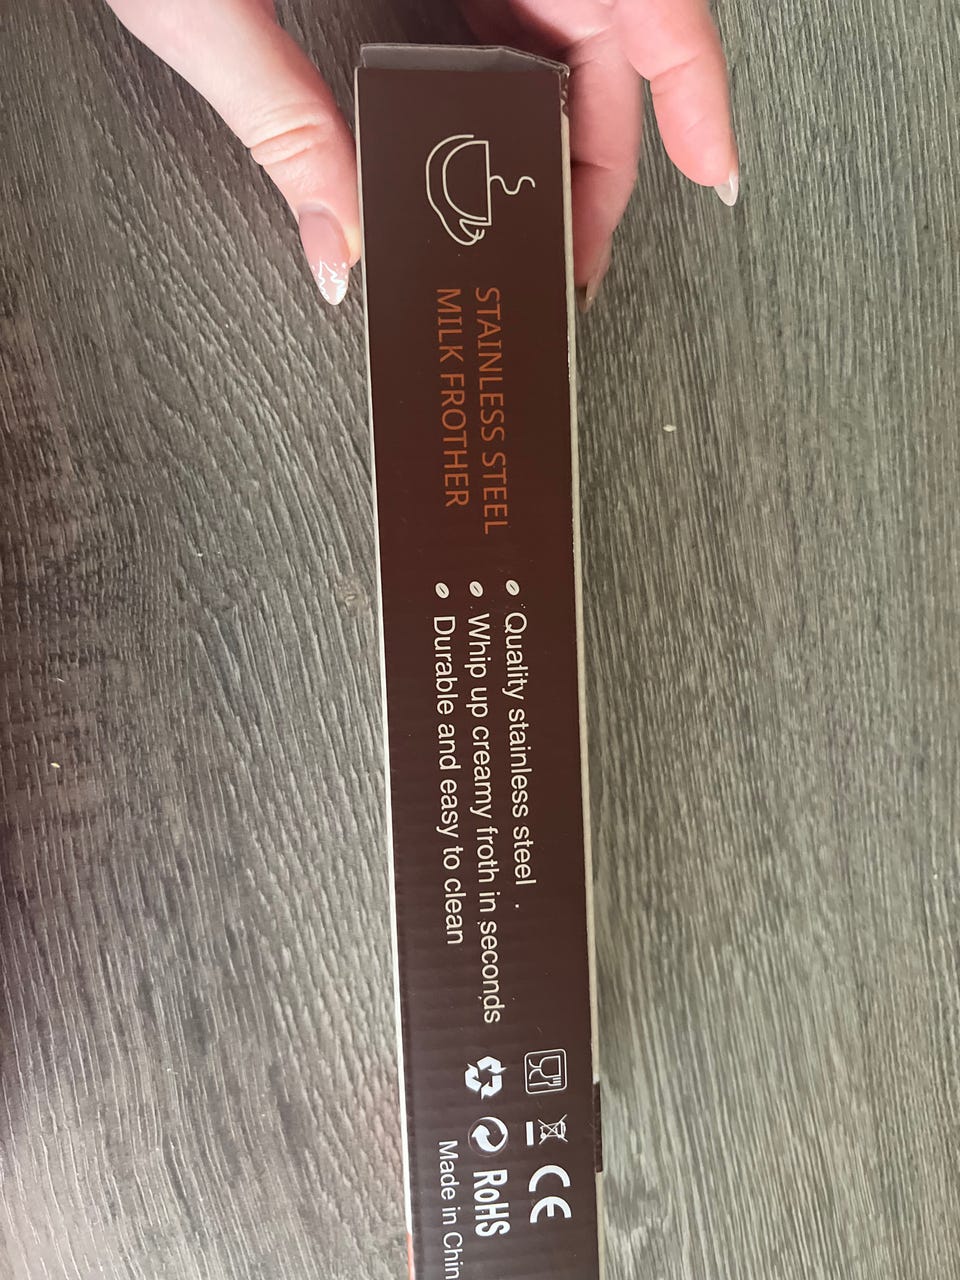 STAINLESS STEEL
MILK FROTHER
Quality stainless steel .
Whip up creamy froth in seconds
Durable and easy to clean
CE
RoHS
Made in Chin